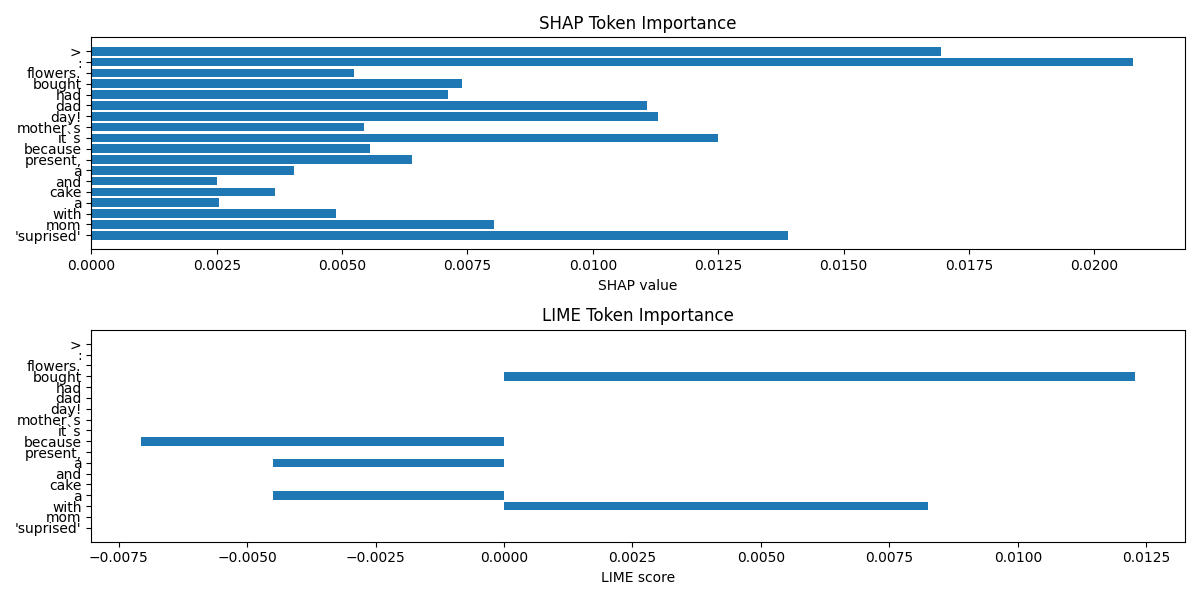 SHAP Token Importance
>
:
flowers.
bought
had
dad
day!
mother`s
it`s
because
present,
a
and
cake
a
with
mom
'suprised'
0.0000 0.0025 0.0050 0.0075 0.0100 0.0125 0.0150 0.0175 0.0200
SHAP value
LIME Token Importance
>
:
flowers.
bought
had
dad
day!
mother`s
it`s
because
present,
a
and
cake
a
with
mom
'suprised'
−0.0075 −0.0050 −0.0025 0.0000 0.0025 0.0050 0.0075 0.0100 0.0125
LIME score